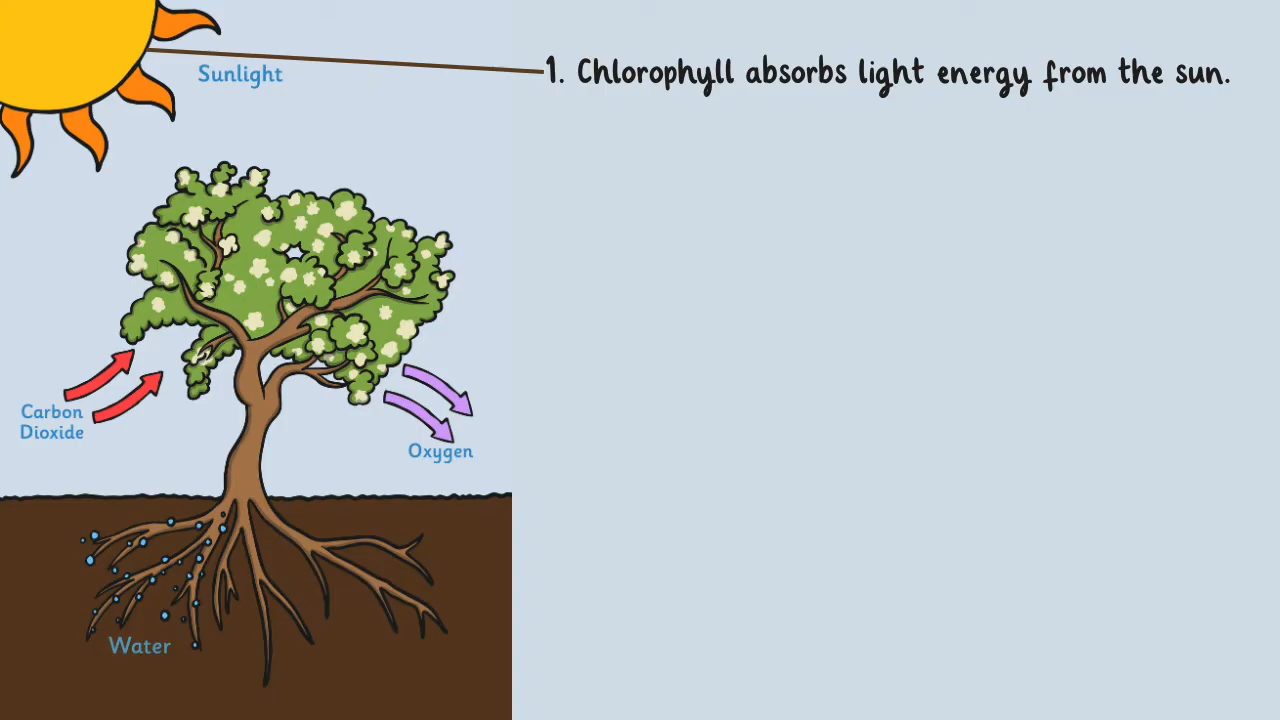 1. Chlorophyll absorbs light energy from the sun.
Sunlight
Carbon
Dioxide
Oxygen
Water